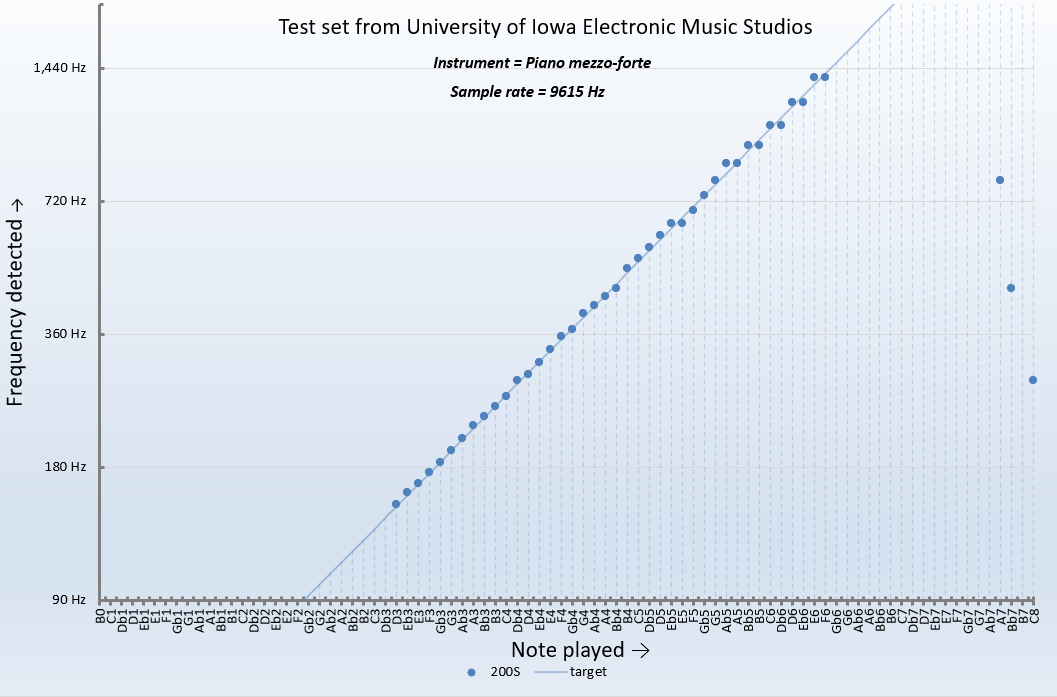 Test set from University of Iowa Electronic Music Studios
Instrument = Piano mezzo-forte
Sample rate = 9615 Hz
Frequency detected →
1,440 Hz
720 Hz
360 Hz
180 Hz
90 Hz
B0 C1 Db1 D1 Eb1 E1 F1 Gb1 G1 Ab1 A1 Bb1 B1 C2 Db2 D2 Eb2 E2 F2 Gb2 G2 Ab2 A2 Bb2 B2 C3 Db3 D3 Eb3 E3 F3 Gb3 G3 Ab3 A3 Bb3 B3 C4 Db4 D4 Eb4 E4 F4 Gb4 G4 Ab4 A4 Bb4 B4 C5 Db5 D5 Eb5 E5 F5 Gb5 G5 Ab5 A5 Bb5 B5 C6 Db6 D6 Eb6 E6 F6 Gb6 G6 Ab6 A6 Bb6 B6 C7 Db7 D7 Eb7 E7 F7 Gb7 G7 Ab7 A7 Bb7 B7 C8
Note played →
200S target